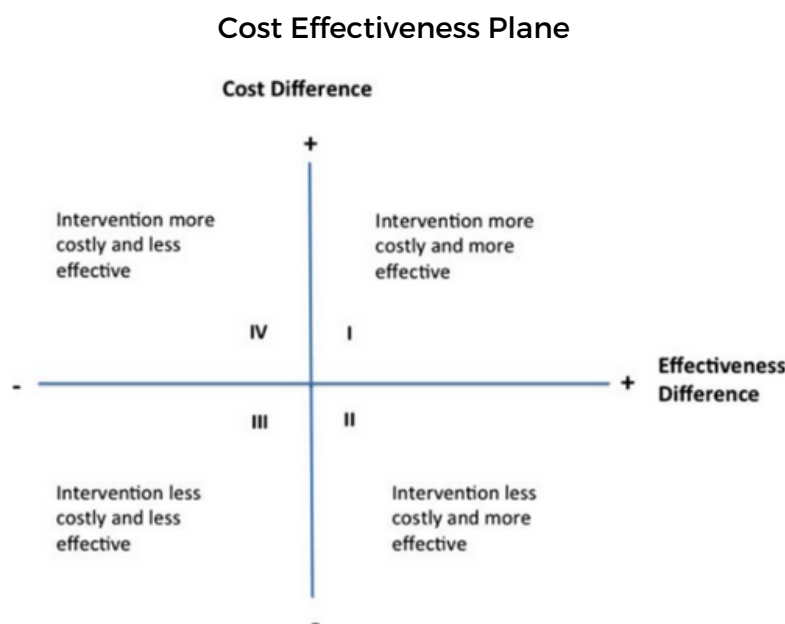 Cost Effectiveness Plane
Cost Difference
+
Intervention more
costly and less
effective
Intervention more
costly and more
effective
IV
I
-
+
Effectiveness
Difference
III
II
Intervention less
costly and less
effective
Intervention less
costly and more
effective
-